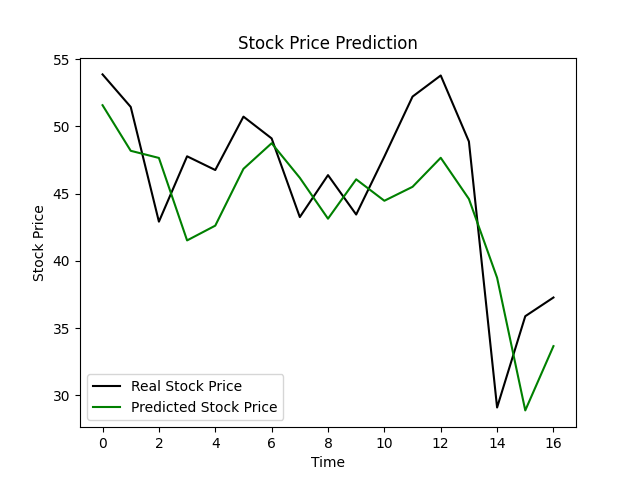 Stock Price Prediction
55
50
45
40
35
30
Stock Price
Real Stock Price
Predicted Stock Price
0 2 4 6 8 10 12 14 16
Time